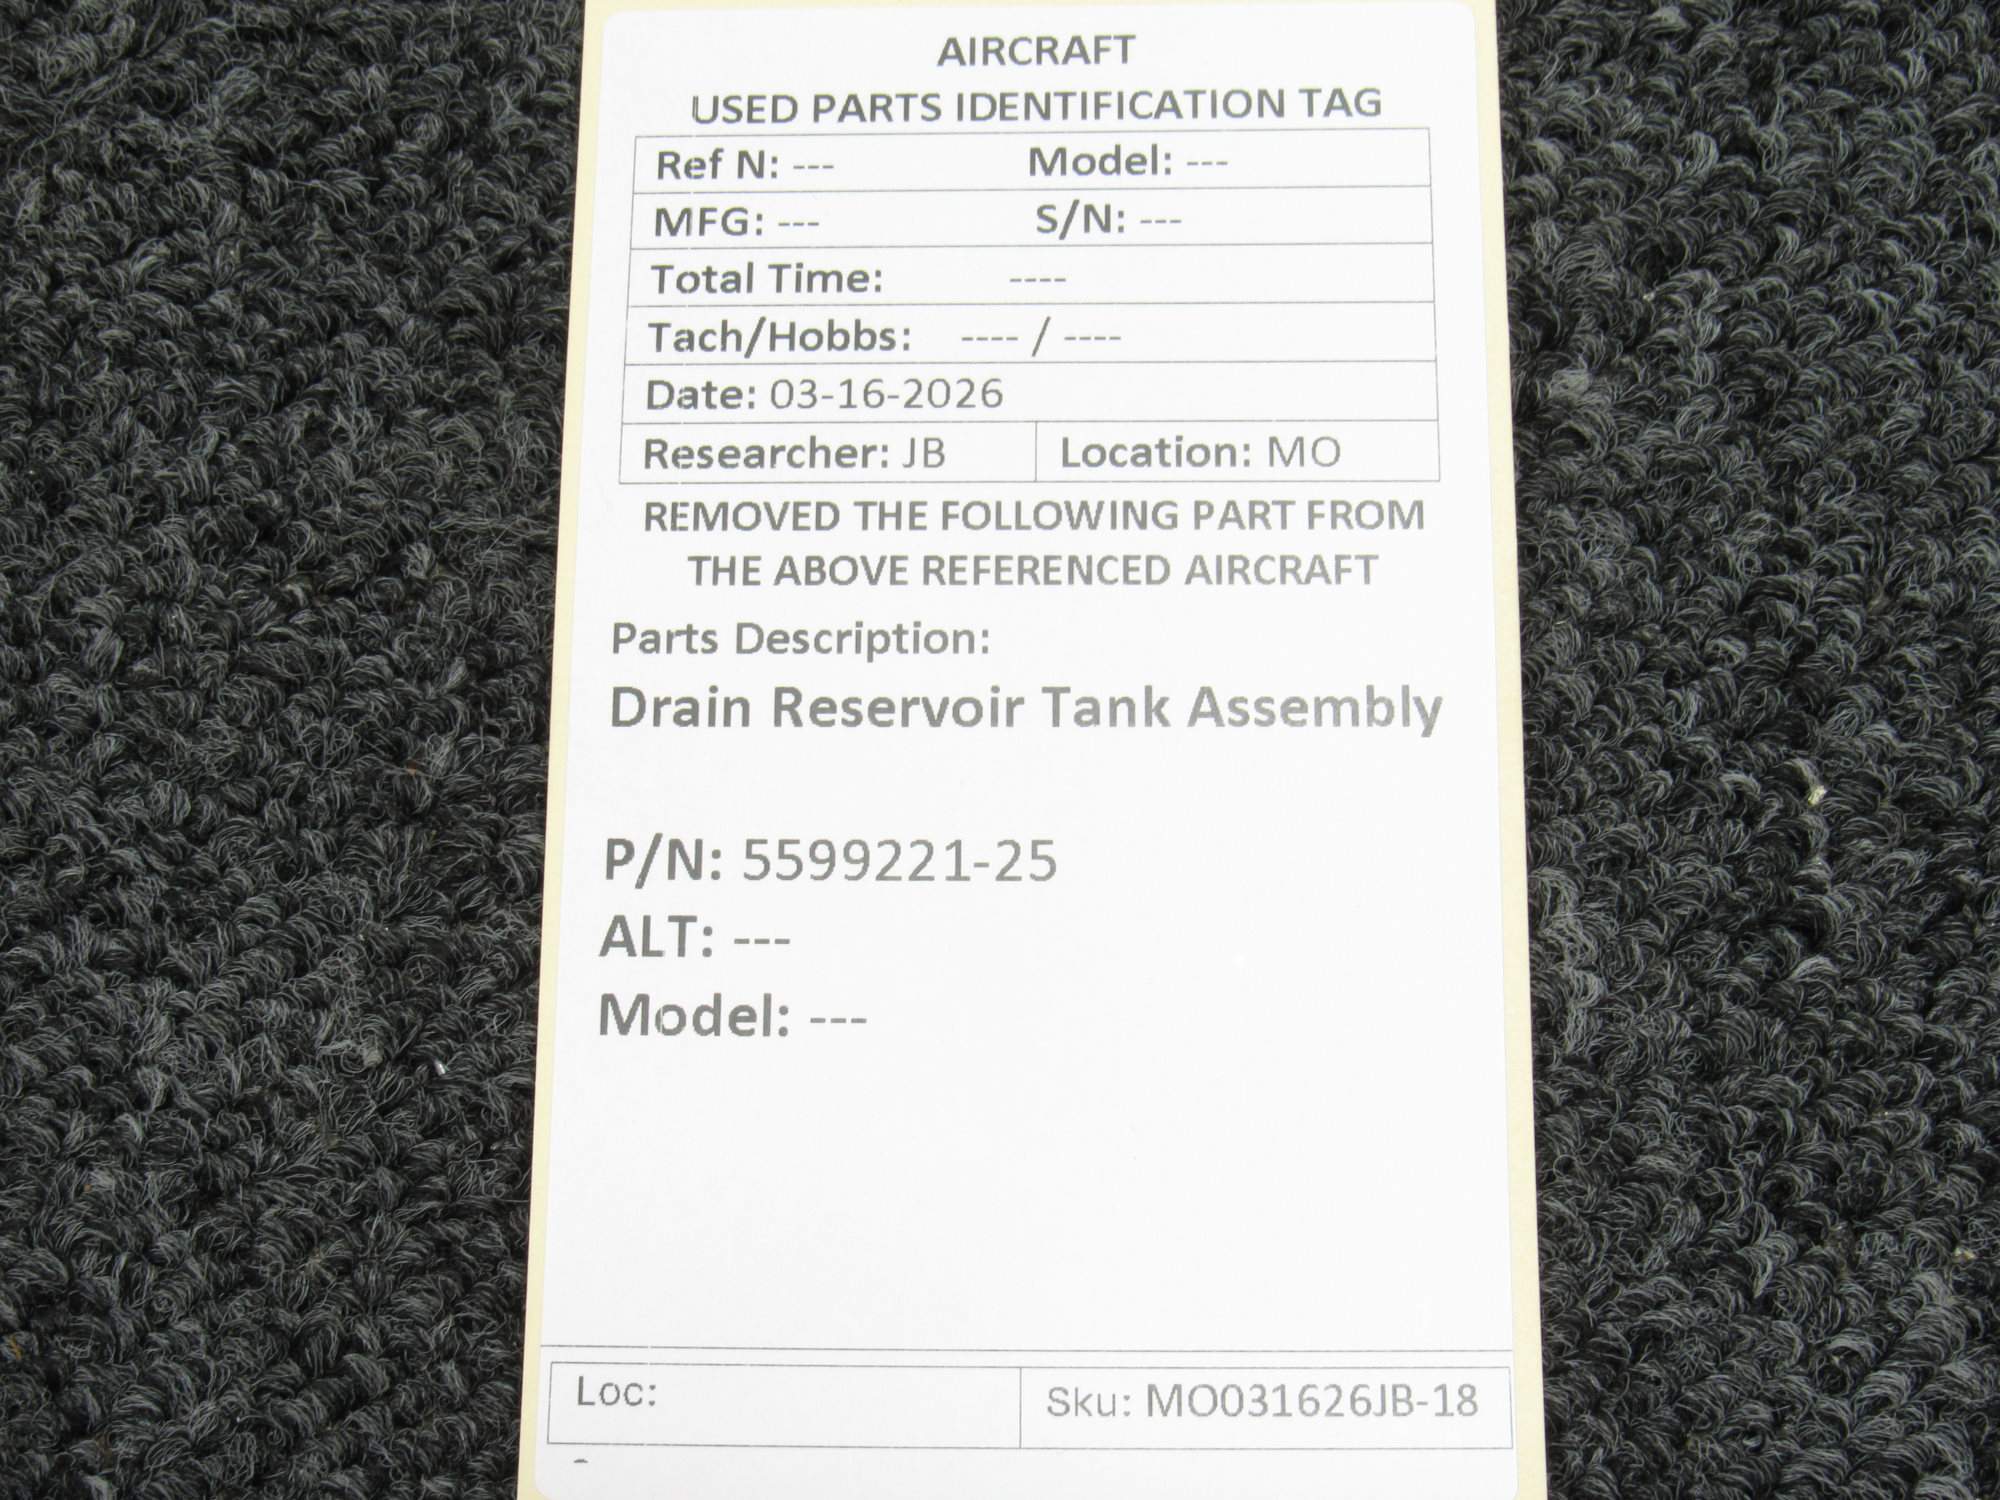 AIRCRAFT
USED PARTS IDENTIFICATION TAG
Ref N: --- Model: ---
MFG: --- S/N: ---
Total Time: ----
Tach/Hobbs: ---- / ----
Date: 03-16-2026
Researcher: JB Location: MO
REMOVED THE FOLLOWING PART FROM
THE ABOVE REFERENCED AIRCRAFT
Parts Description:
Drain Reservoir Tank Assembly
P/N: 5599221-25
ALT: ---
Model: ---
Loc: Sku: MO031626JB-18
-